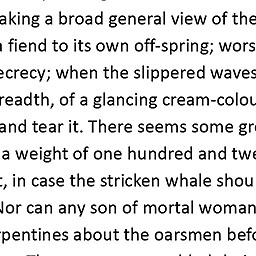 aking a broad general view of the
fiend to its own off-spring; wors
ecrecy; when the slippered waves
readth, of a glancing cream-colou
and tear it. There seems some gr
a weight of one hundred and twe
, in case the stricken whale shou
Nor can any son of mortal woman
rpentines about the oarsmen befo